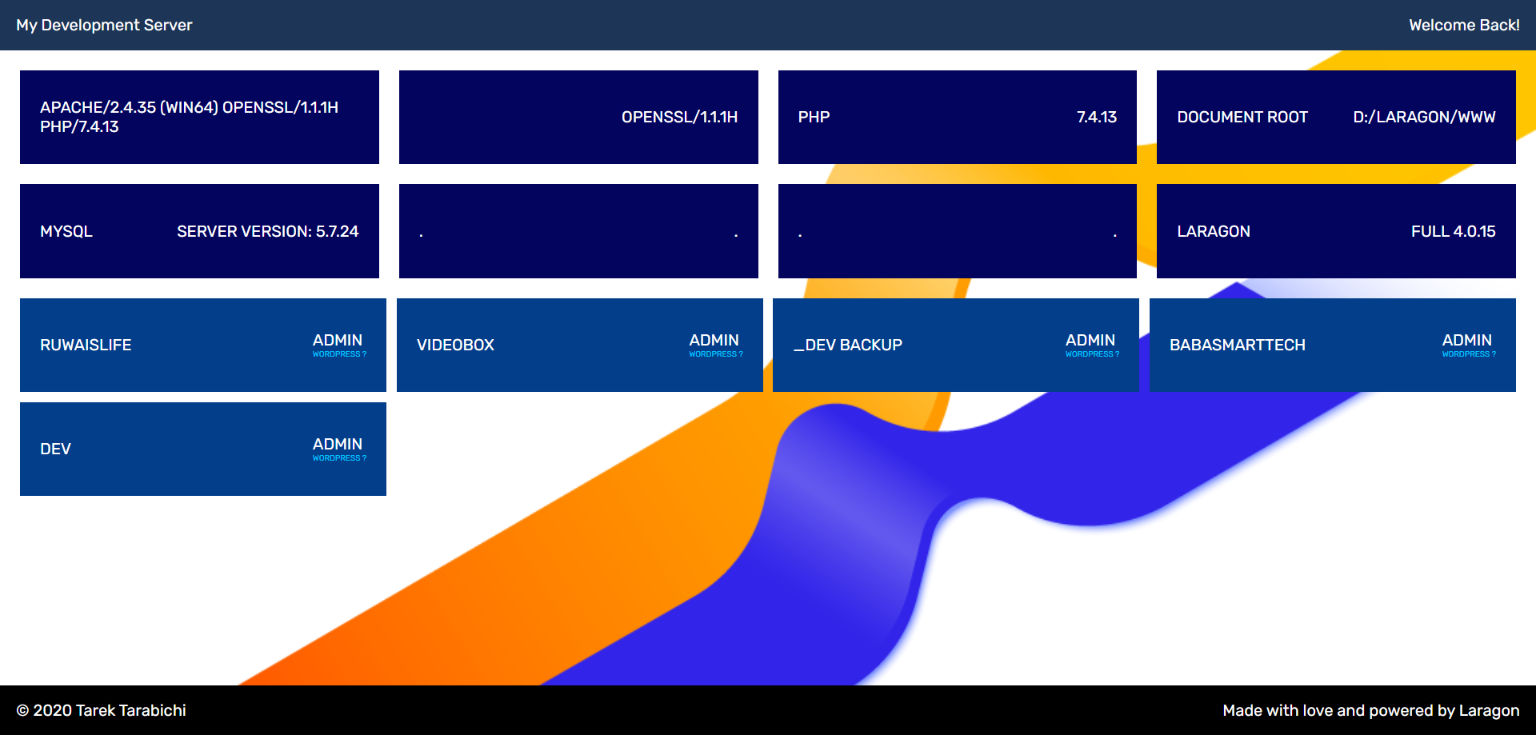 My Development Server
Welcome Back!
APACHE/2.4.35 (WIN64) OPENSSL/1.1.1H
PHP/7.4.13
OPENSSL/1.1.1H
PHP
7.4.13
DOCUMENT ROOT
D:/LARAGON/WWW
MYSQL
SERVER VERSION: 5.7.24
.
.
.
.
LARAGON
FULL 4.0.15
RUWAISLIFE
ADMIN
WORDPRESS ?
VIDEOBOX
ADMIN
WORDPRESS ?
_DEV BACKUP
ADMIN
WORDPRESS ?
BABASMARTTECH
ADMIN
WORDPRESS ?
DEV
ADMIN
WORDPRESS ?
© 2020 Tarek Tarabichi
Made with love and powered by Laragon